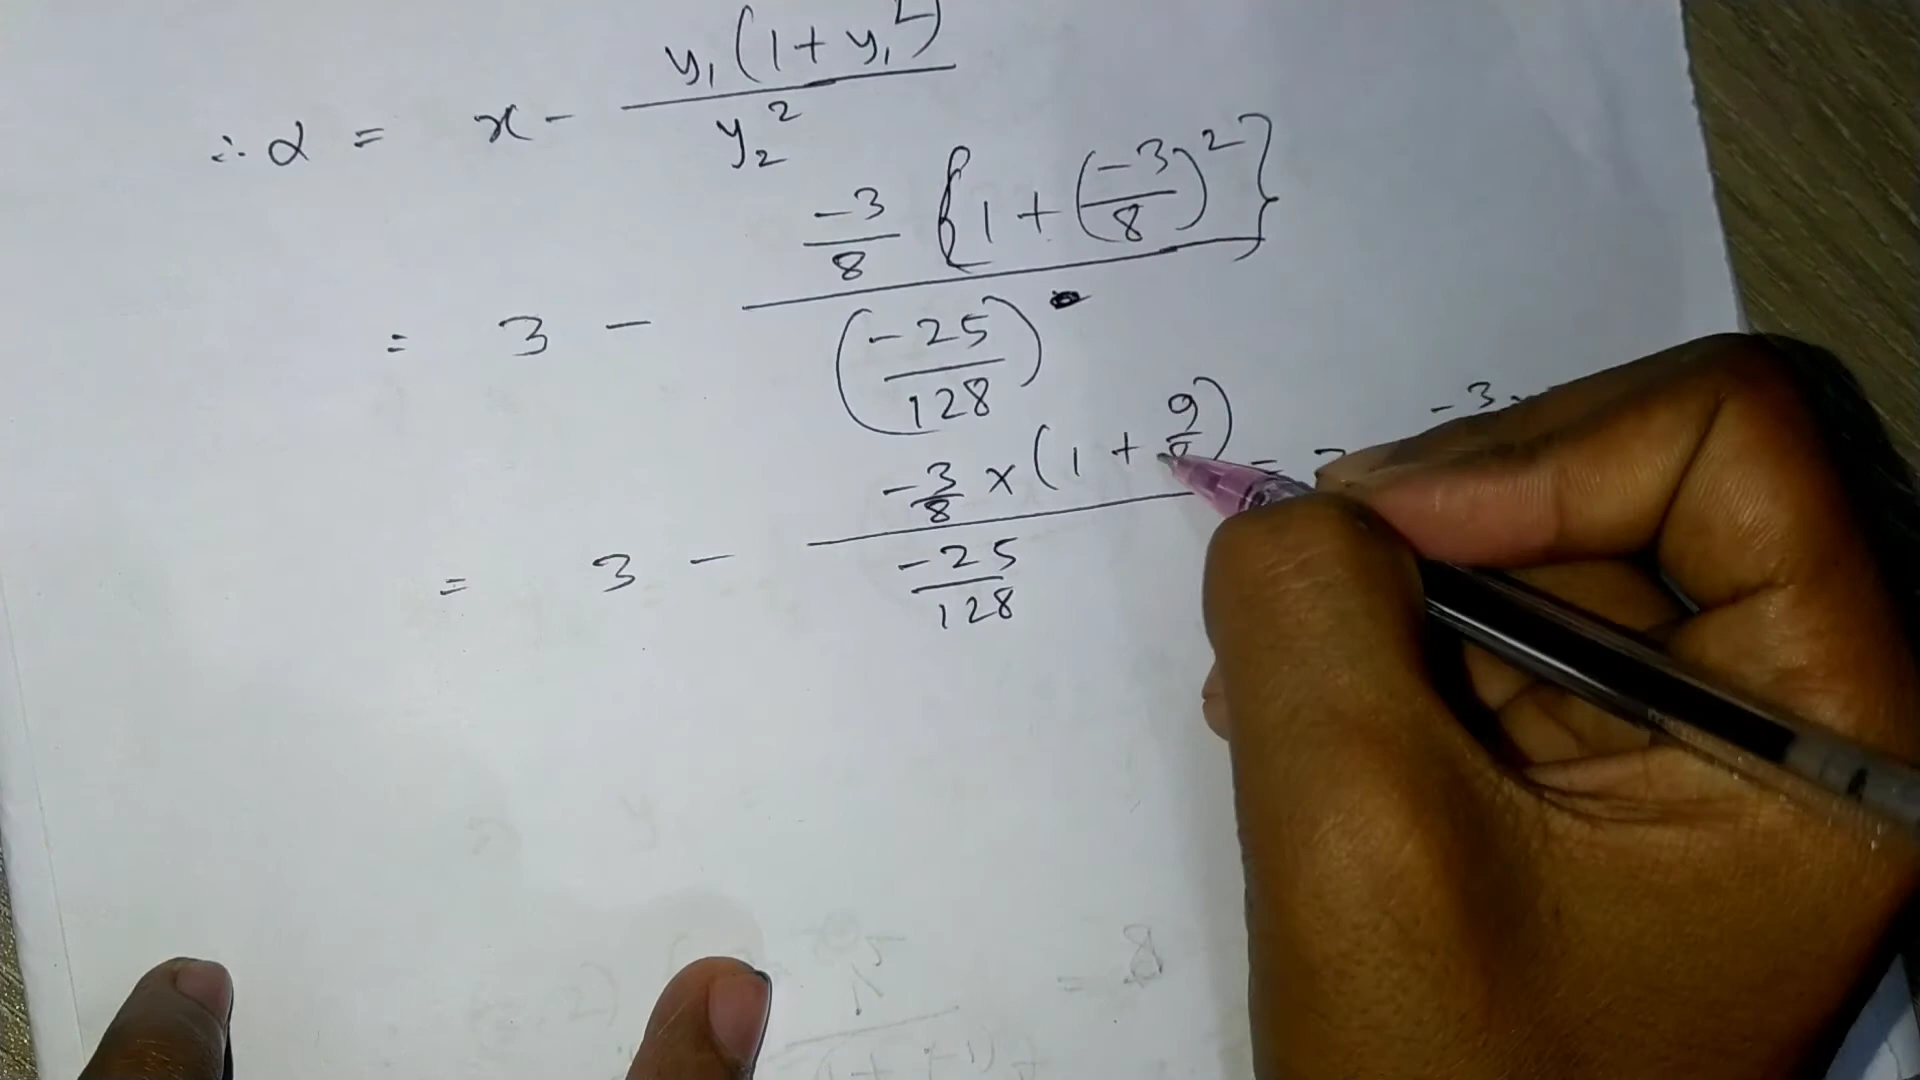 ∴ α = x - y₁(1 + y₁²) / y₂²
= 3 - -3/8 {1 + (-3/8)²} / (-25/128)
= 3 - -3/8 × (1 + 9/) / -25/128 = -3